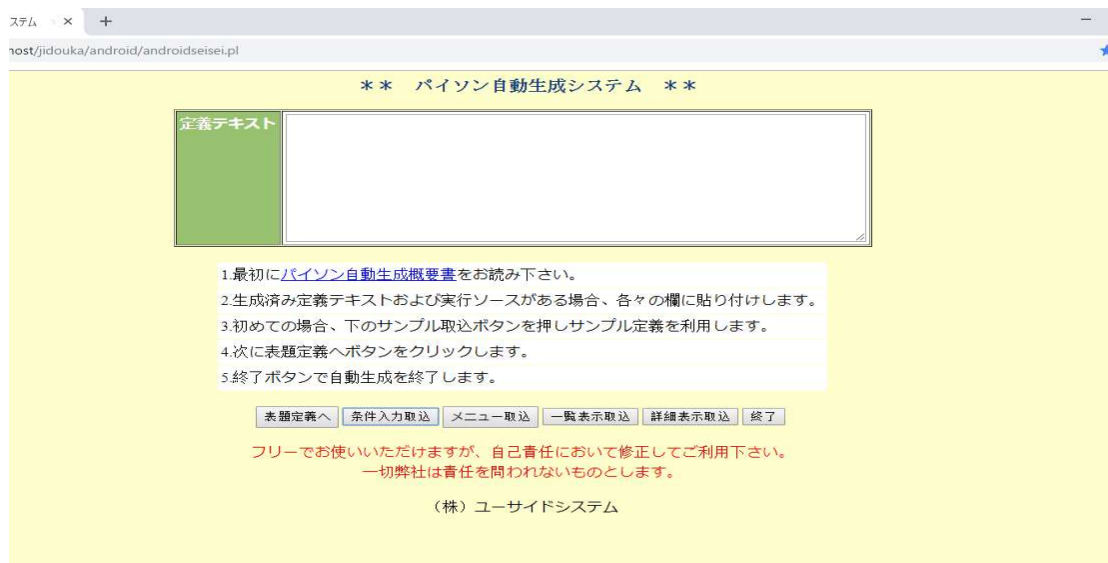 ステム
nost/jidouka/android/androidseisei.pl
** パイソン自動生成システム **
定義テキスト
1.最初にパイソン自動生成概要書をお読み下さい。
2.生成済み定義テキストおよび実行ソースがある場合、各々の欄に貼り付けします。
3.初めての場合、下のサンプル取込ボタンを押しサンプル定義を利用します。
4.次に表題定義へボタンをクリックします。
5.終了ボタンで自動生成を終了します。
表題定義へ 条件入力取込 メニュー取込 一覧表示取込 詳細表示取込 終了
フリーでお使いいただけますが、自己責任において修正してご利用下さい。
一切弊社は責任を問われないものとします。
（株）ユーサイドシステム